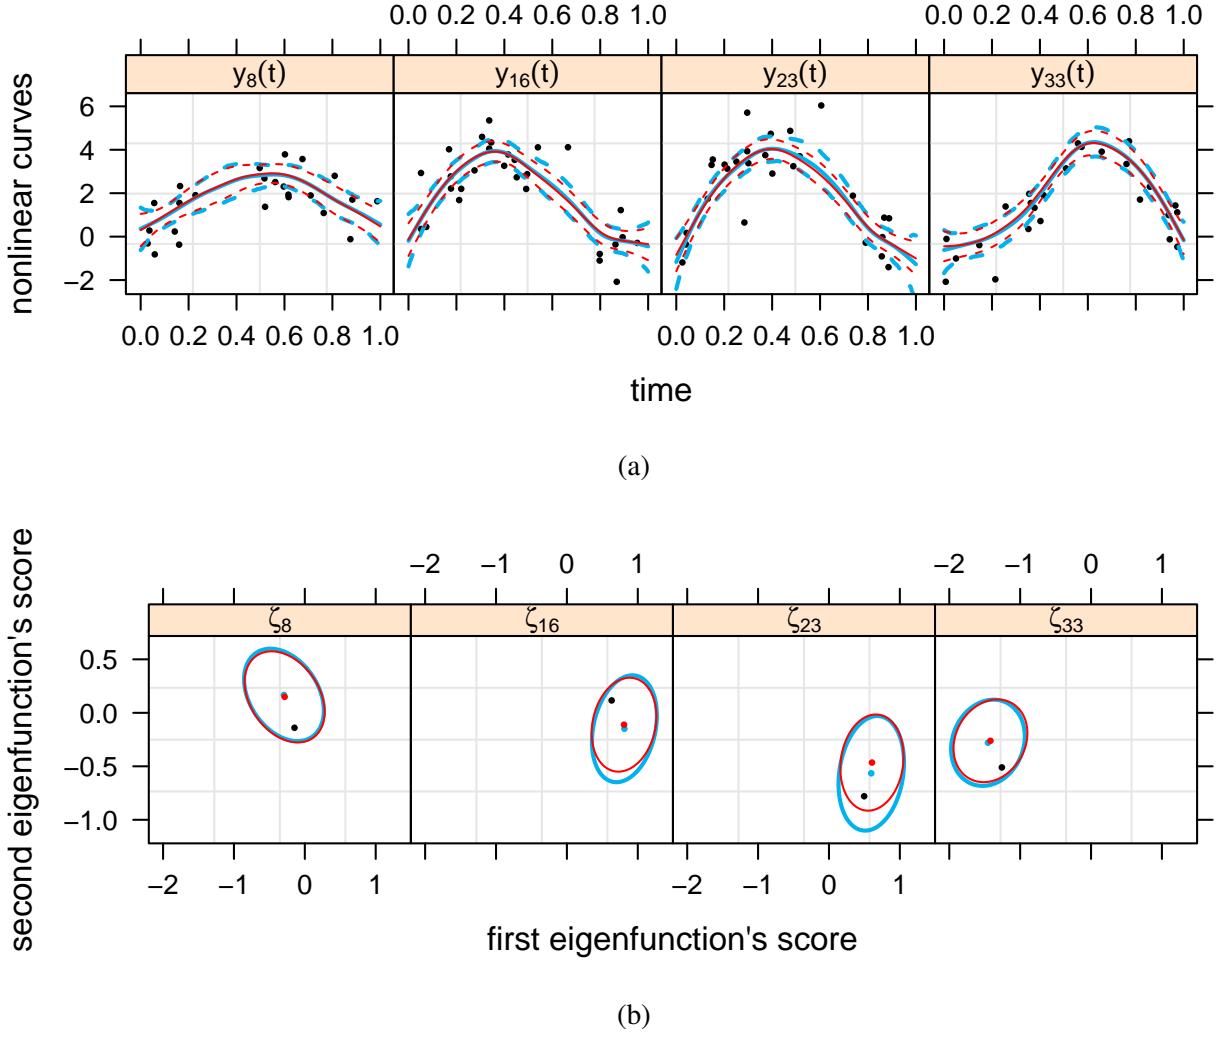 0.0 0.2 0.4 0.6 0.8 1.0 0.0 0.2 0.4 0.6 0.8 1.0
y8(t) y16(t) y23(t) y33(t)
nonlinear curves
6
4
2
0
−2
0.0 0.2 0.4 0.6 0.8 1.0 0.0 0.2 0.4 0.6 0.8 1.0
time
(a)
−2 −1 0 1 −2 −1 0 1
ζ8 ζ16 ζ23 ζ33
second eigenfunction's score
0.5
0.0
−0.5
−1.0
−2 −1 0 1 −2 −1 0 1
first eigenfunction's score
(b)